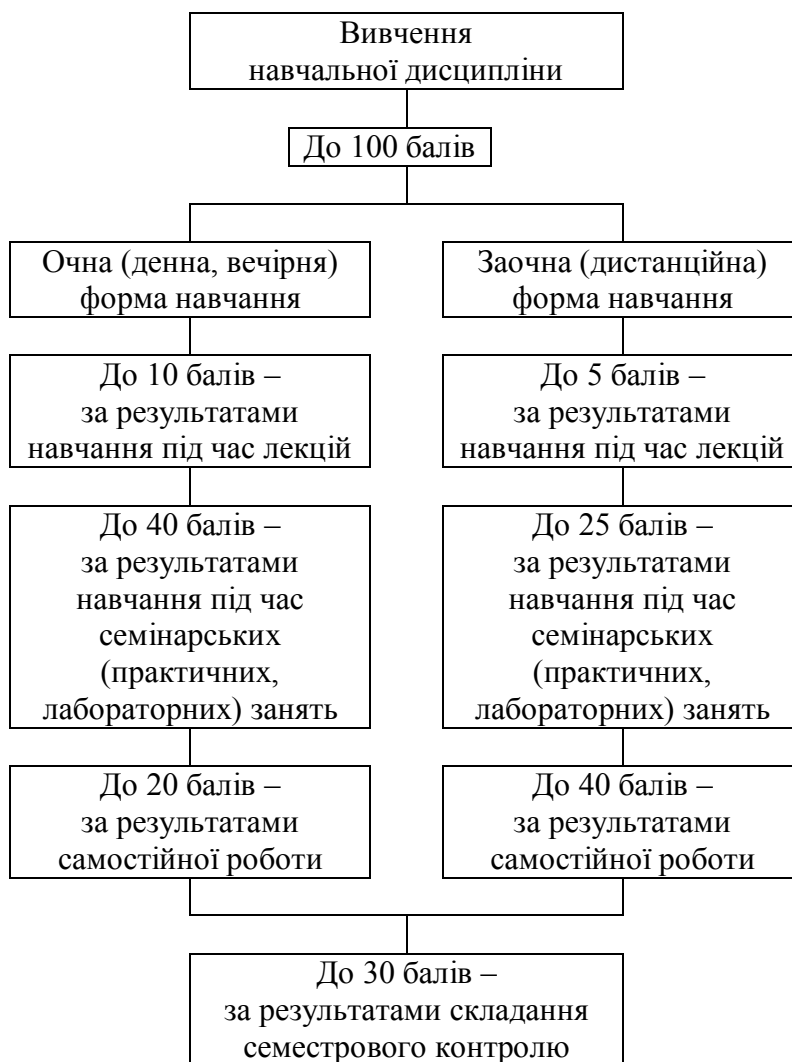 Вивчення
навчальної дисципліни
До 100 балів
Очна (денна, вечірня)
форма навчання
Заочна (дистанційна)
форма навчання
До 10 балів –
за результатами
навчання під час лекцій
До 5 балів –
за результатами
навчання під час лекцій
До 40 балів –
за результатами
навчання під час
семінарських
(практичних,
лабораторних) занять
До 25 балів –
за результатами
навчання під час
семінарських
(практичних,
лабораторних) занять
До 20 балів –
за результатами
самостійної роботи
До 40 балів –
за результатами
самостійної роботи
До 30 балів –
за результатами складання
семестрового контролю